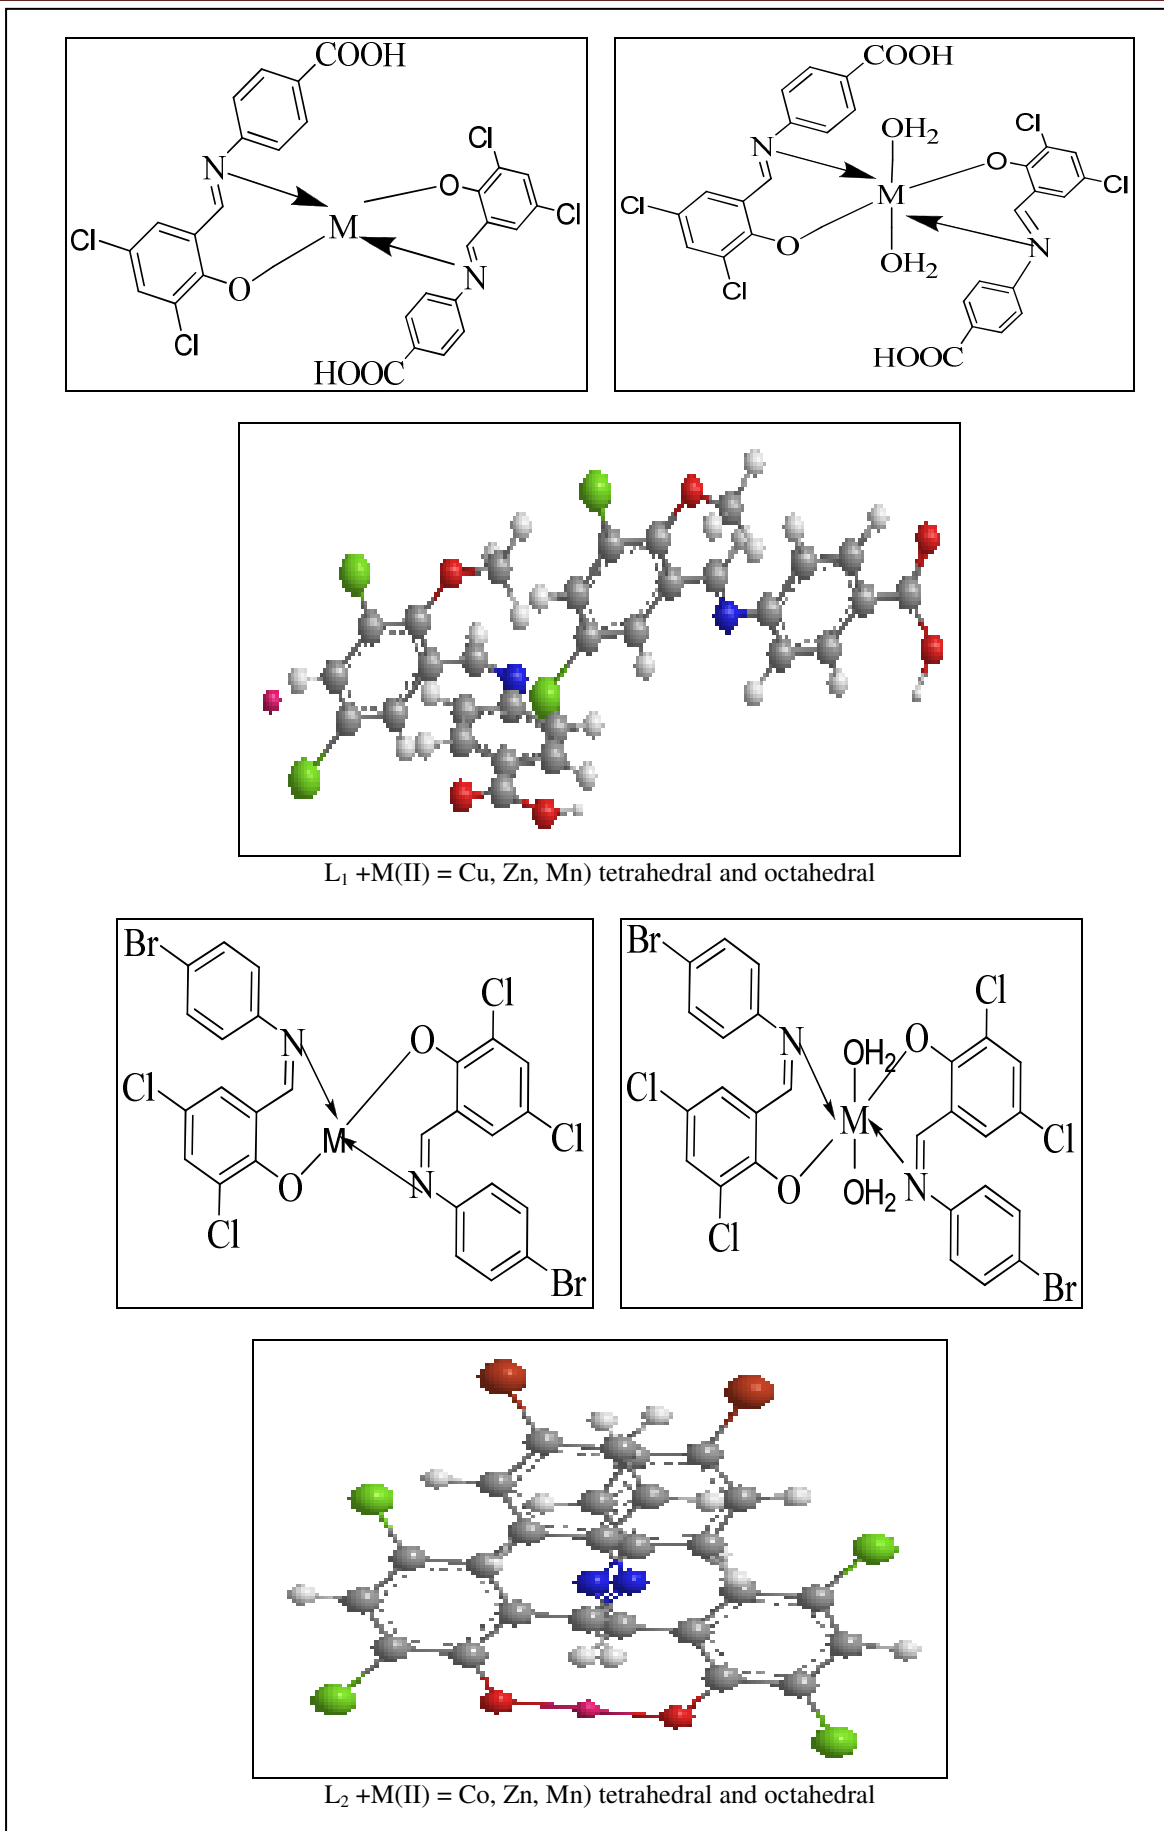 COOH
N
Cl
O
Cl
M
O
Cl
Cl
N
HOOC
COOH
N
Cl
O
Cl
OH2
M
OH2
O
Cl
Cl
N
HOOC
L1 +M(II) = Cu, Zn, Mn) tetrahedral and octahedral
Br
N
Cl
O
Cl
M
O
Cl
Cl
N
Br
Br
N
Cl
O
Cl
OH2
M
OH2
O
Cl
Cl
N
Br
L2 +M(II) = Co, Zn, Mn) tetrahedral and octahedral